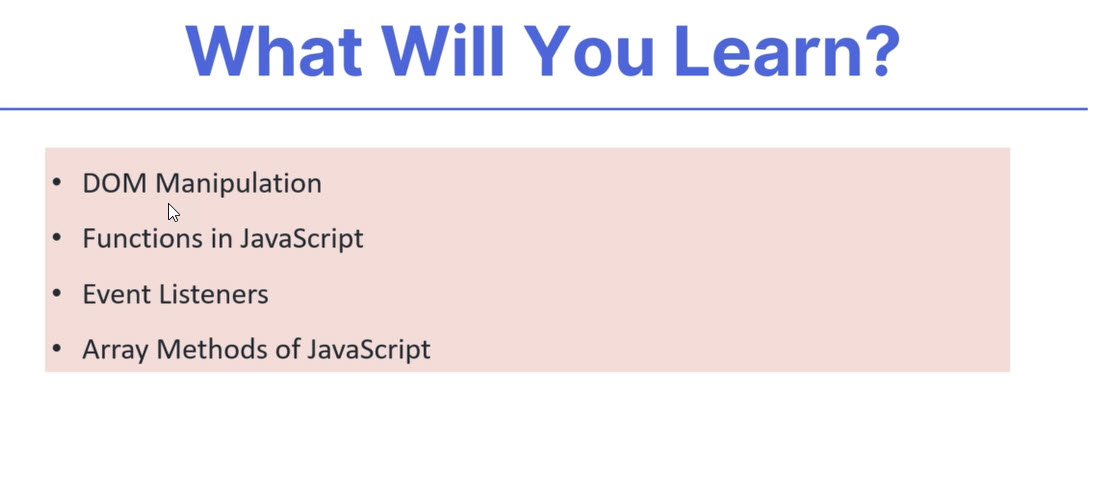 What Will You Learn?
• DOM Manipulation
• Functions in JavaScript
• Event Listeners
• Array Methods of JavaScript